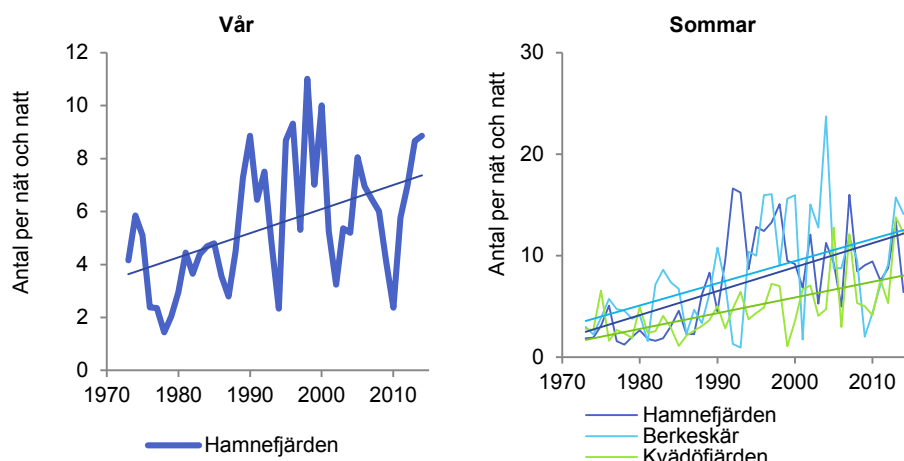 Vår
Antal per nät och natt
12
10
8
6
4
2
0
1970 1980 1990 2000 2010
Hamnefjärden
Sommar
Antal per nät och natt
30
20
10
0
1970 1980 1990 2000 2010
Hamnefjärden
Berkeskär
Kvädöfjärden